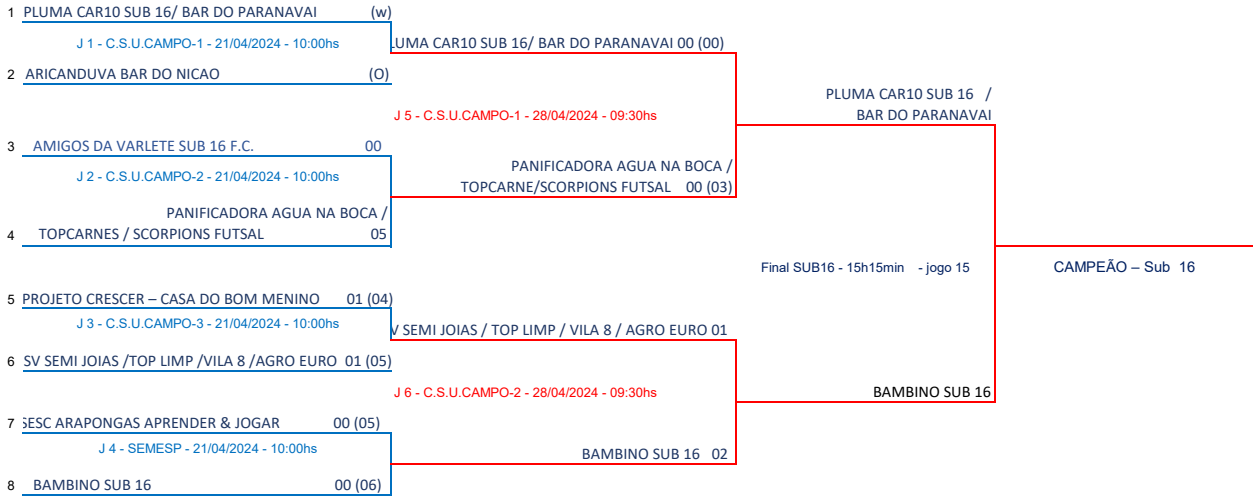 1 PLUMA CAR10 SUB 16/ BAR DO PARANAVAI (w)
J 1 - C.S.U.CAMPO-1 - 21/04/2024 - 10:00hs
LUMA CAR10 SUB 16/ BAR DO PARANAVAI 00 (00)
2 ARICANDUVA BAR DO NICAO (O)
PLUMA CAR10 SUB 16 /
BAR DO PARANAVAI
J 5 - C.S.U.CAMPO-1 - 28/04/2024 - 09:30hs
3 AMIGOS DA VARLETE SUB 16 F.C. 00
J 2 - C.S.U.CAMPO-2 - 21/04/2024 - 10:00hs
PANIFICADORA AGUA NA BOCA /
TOPCARNE/SCORPIONS FUTSAL 00 (03)
PANIFICADORA AGUA NA BOCA /
4 TOPCARNES / SCORPIONS FUTSAL 05
Final SUB16 - 15h15min - jogo 15
CAMPEÃO – Sub 16
5 PROJETO CRESCER – CASA DO BOM MENINO 01 (04)
J 3 - C.S.U.CAMPO-3 - 21/04/2024 - 10:00hs
V SEMI JOIAS / TOP LIMP / VILA 8 / AGRO EURO 01
6 SV SEMI JOIAS /TOP LIMP /VILA 8 /AGRO EURO 01 (05)
J 6 - C.S.U.CAMPO-2 - 28/04/2024 - 09:30hs
BAMBINO SUB 16
7 SESC ARAPONGAS APRENDER & JOGAR 00 (05)
J 4 - SEMESP - 21/04/2024 - 10:00hs
BAMBINO SUB 16 02
8 BAMBINO SUB 16 00 (06)